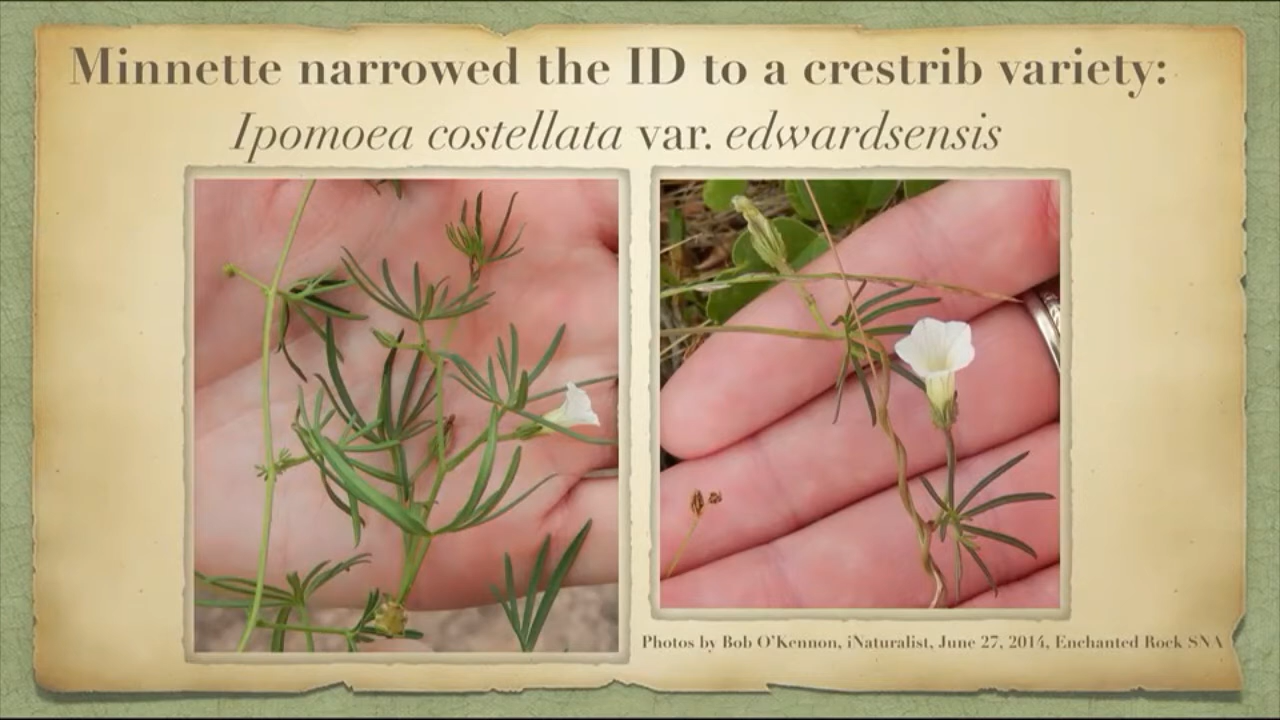 Minnette narrowed the ID to a crestrib variety:
Ipomoea costellata var. edwardsensis
Photos by Bob O'Kennon, iNaturalist, June 27, 2014, Enchanted Rock SNA